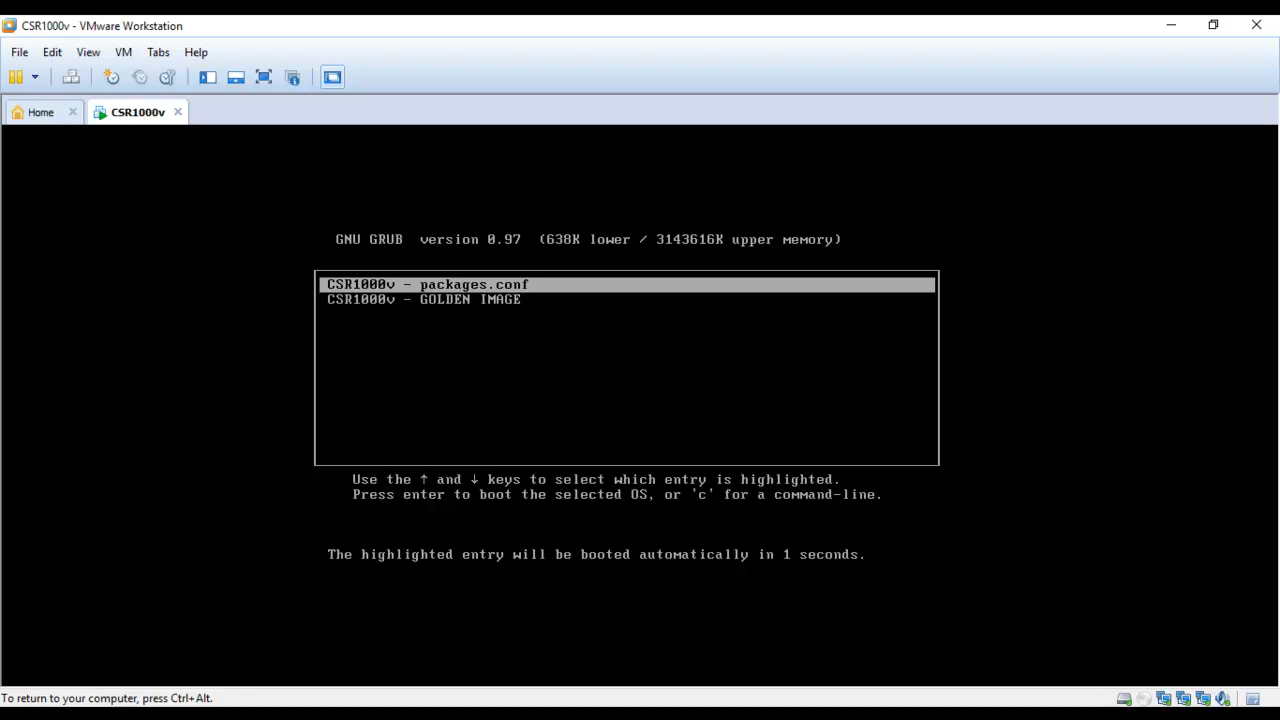 CSR1000v - VMware Workstation
File Edit View VM Tabs Help
Home CSR1000v
GNU GRUB version 0.97 (638K lower / 3143616K upper memory)
CSR1000v - packages.conf
CSR1000v - GOLDEN IMAGE
Use the ↑ and ↓ keys to select which entry is highlighted.
Press enter to boot the selected OS, or 'c' for a command-line.
The highlighted entry will be booted automatically in 1 seconds.
To return to your computer, press Ctrl+Alt.